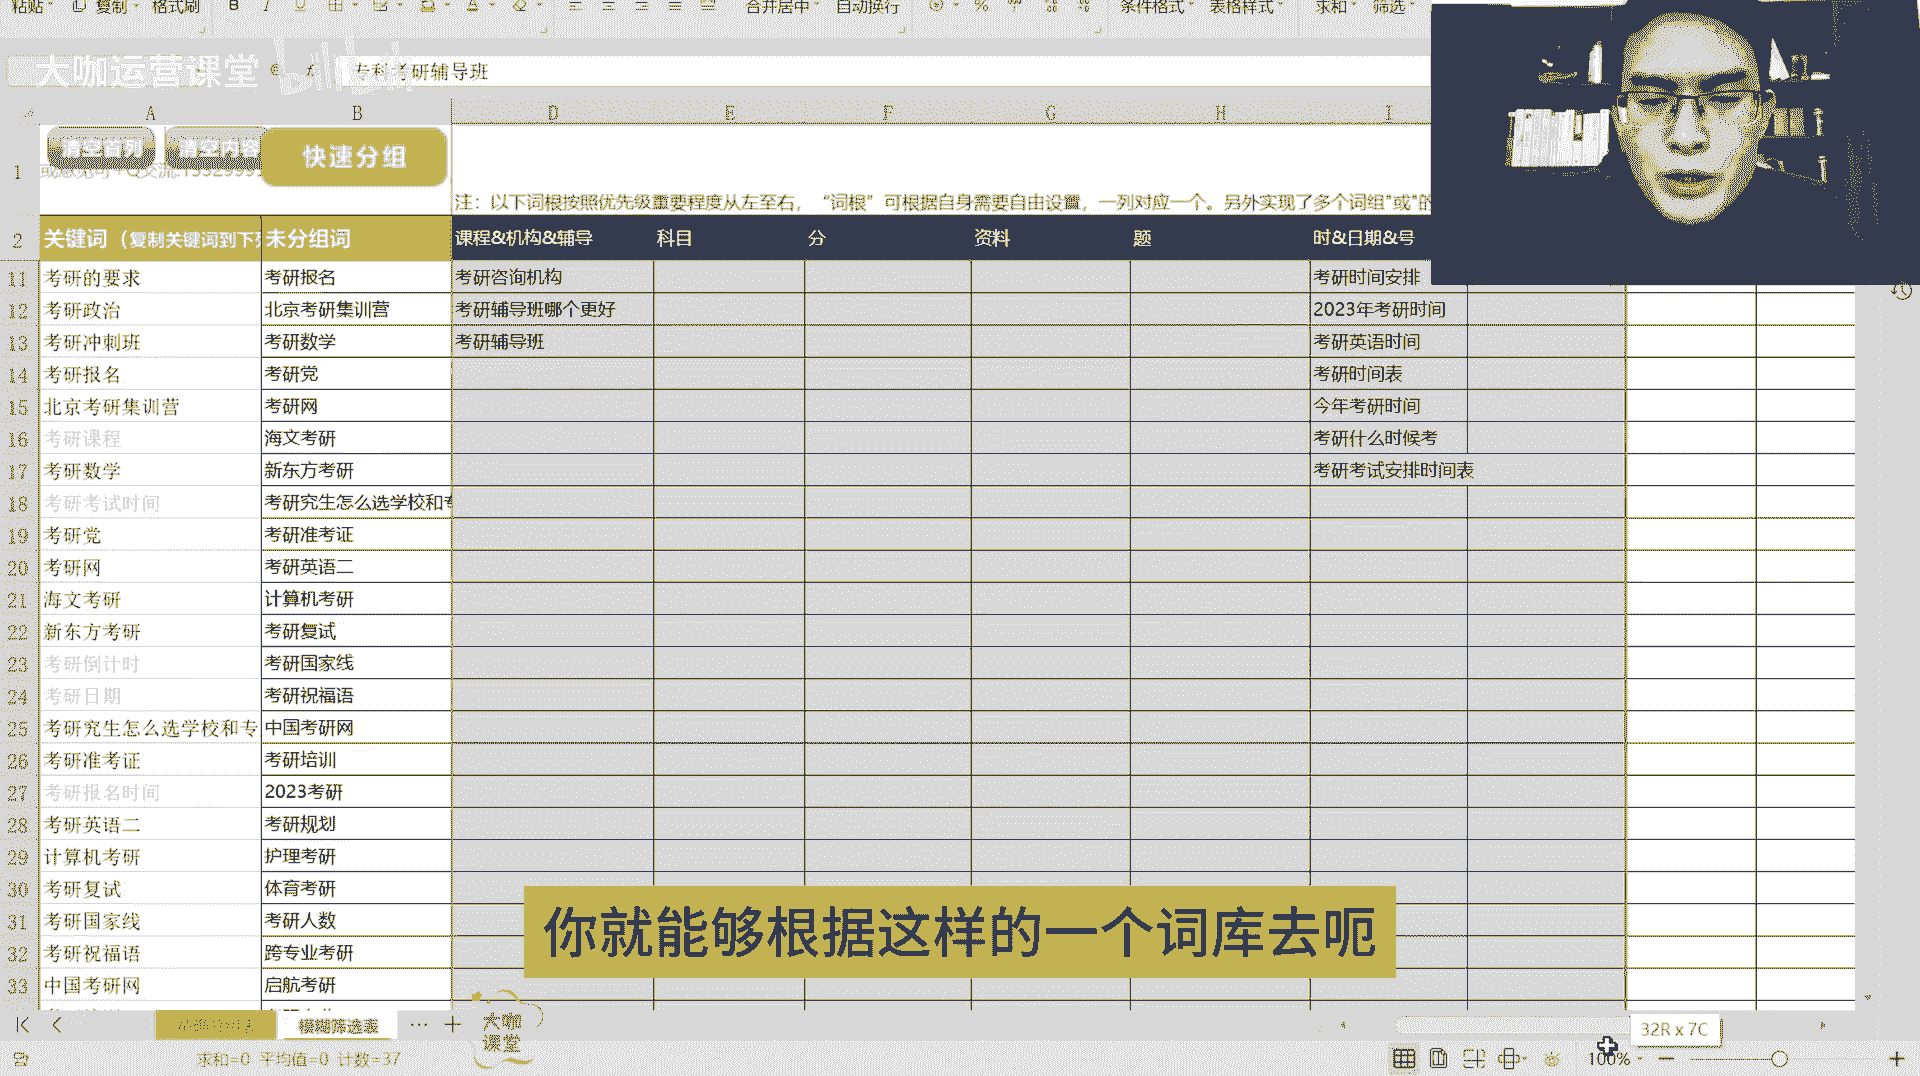 粘贴 复制 格式刷 B I U A 合并居中 自动换行 % 条件格式 表格样式 求和 筛选
大咖运营课堂 bilibili
专科考研辅导班
A B D E F G H I
清空首列 清空内容 快速分组
1
注：以下词根按照优先级重要程度从左至右，“词根”可根据自身需要自由设置，一列对应一个。另外实现了多个词组"或"的
2 关键词（复制关键词到下 未分组词 课程&机构&辅导 科目 分 资料 题 时&日期&号
11 考研的要求 考研报名 考研咨询机构 考研时间安排
12 考研政治 北京考研集训营 考研辅导班哪个更好 2023年考研时间
13 考研冲刺班 考研数学 考研辅导班 考研英语时间
14 考研报名 考研党 考研时间表
15 北京考研集训营 考研网 今年考研时间
16 考研课程 海文考研 考研什么时候考
17 考研数学 新东方考研 考研考试安排时间表
18 考研考试时间 考研究生怎么选学校和
19 考研党 考研准考证
20 考研网 考研英语二
21 海文考研 计算机考研
22 新东方考研 考研复试
23 考研倒计时 考研国家线
24 考研日期 考研祝福语
25 考研究生怎么选学校和专 中国考研网
26 考研准考证 考研培训
27 考研报名时间 2023考研
28 考研英语二 考研规划
29 计算机考研 护理考研
30 考研复试 体育考研
31 考研国家线 考研人数
32 考研祝福语 跨专业考研
33 中国考研网 启航考研
你就能够根据这样的一个词库去呃
模糊筛选表 ··· + 大咖
课堂
32R x 7C
求和=0 平均值=0 计数=37
100%